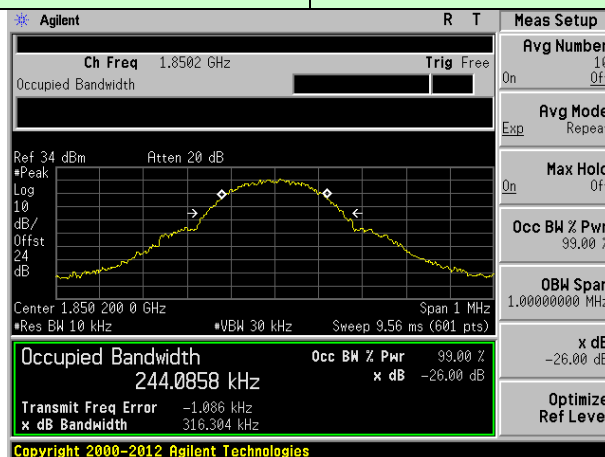 Agilent R T Meas Setup
Ch Freq 1.8502 GHz Trig Free
Occupied Bandwidth
Avg Number
10
On Off
Avg Mode
Exp Repeat
Max Hold
On Off
Occ BW % Pwr
99.00 %
OBW Span
1.00000000 MHz
x dB
-26.00 dB
Optimize
Ref Level
Ref 34 dBm Atten 20 dB
#Peak
Log
10
dB/
Offst
24
dB
Center 1.850 200 0 GHz Span 1 MHz
#Res BW 10 kHz #VBW 30 kHz Sweep 9.56 ms (601 pts)
Occupied Bandwidth Occ BW % Pwr 99.00 %
244.0858 kHz x dB -26.00 dB
Transmit Freq Error -1.086 kHz
x dB Bandwidth 316.304 kHz
Copyright 2000-2012 Agilent Technologies